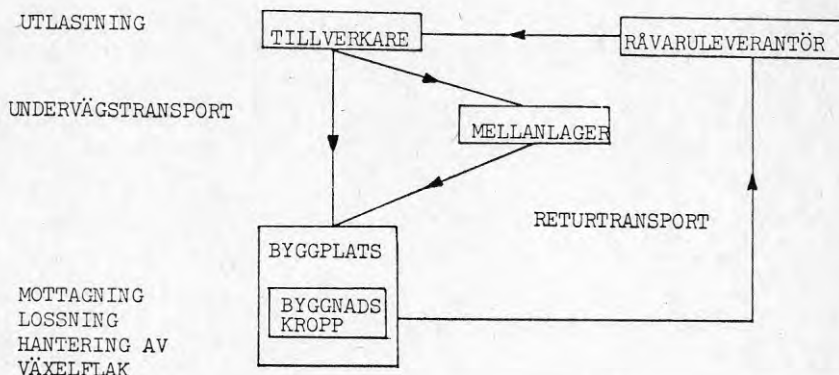 UTLASTNING
TILLVERKARE
RÅVARULEVERANTÖR
UNDERVÄGSTRANSPORT
MELLANLAGER
RETURTRANSPORT
BYGGPLATS
BYGGNADS
KROPP
MOTTAGNING
LOSSNING
HANTERING AV
VÄXELFLAK